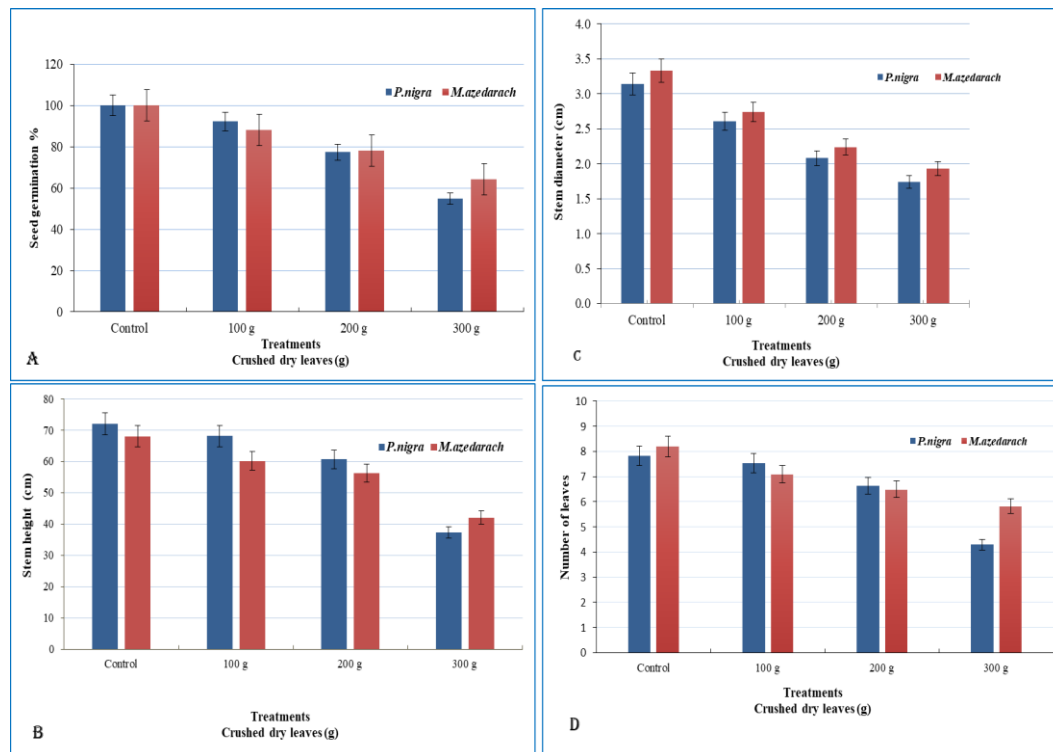 120
100
80
60
40
20
0
Seed germination %
P.nigra M.azedarach
Control 100 g 200 g 300 g
Treatments
Crushed dry leaves (g)
A
4.0
3.5
3.0
2.5
2.0
1.5
1.0
0.5
0.0
Stem diameter (cm)
P.nigra M.azedarach
Control 100 g 200 g 300 g
Treatments
Crushed dry leaves (g)
C
80
70
60
50
40
30
20
10
0
Stem height (cm)
P.nigra M.azedarach
Control 100 g 200 g 300 g
Treatments
Crushed dry leaves (g)
B
10
9
8
7
6
5
4
3
2
1
0
Number of leaves
P.nigra M.azedarach
Control 100 g 200 g 300 g
Treatments
Crushed dry leaves (g)
D